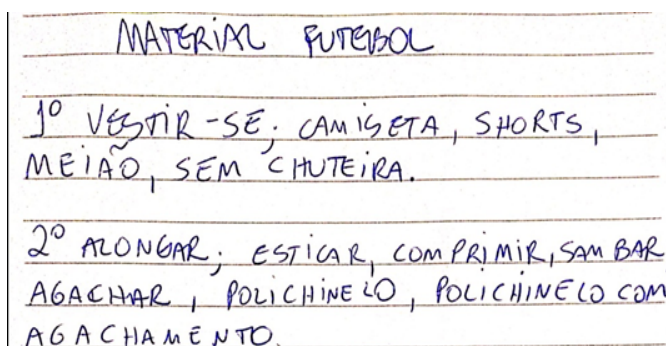 MATERIAL FUTEBOL
1º VESTIR-SE; CAMISETA, SHORTS,
MEIÃO, SEM CHUTEIRA.
2º ALONGAR; ESTICAR, COMPRIMIR, SAMBAR
AGACHAR, POLICHINELO, POLICHINELO COM
AGACHAMENTO.